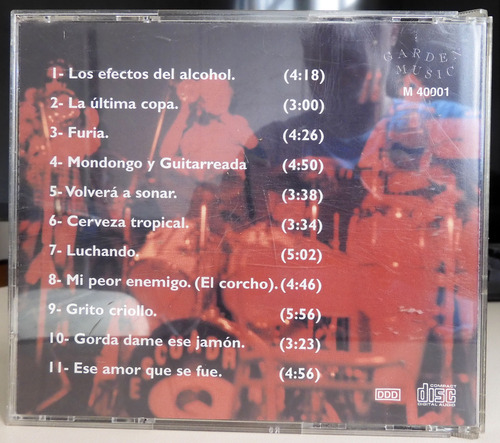 GARDEN
MUSIC
M 40001
1- Los efectos del alcohol. (4:18)
2- La última copa. (3:00)
3- Furia. (4:26)
4- Mondongo y Guitarreada (4:50)
5- Volverá a sonar. (3:38)
6- Cerveza tropical. (3:34)
7- Luchando. (5:02)
8- Mi peor enemigo. (El corcho). (4:46)
9- Grito criollo. (5:56)
10- Gorda dame ese jamón. (3:23)
11- Ese amor que se fue. (4:56)
DDD
COMPACT
disc
DIGITAL AUDIO